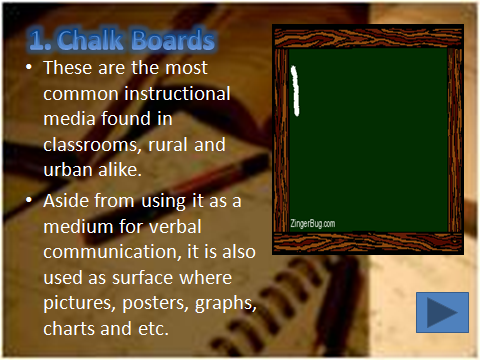 1. Chalk Boards
• These are the most
common instructional
media found in
classrooms, rural and
urban alike.
• Aside from using it as a
medium for verbal
communication, it is also
used as surface where
pictures, posters, graphs,
charts and etc.
ZingerBug.com